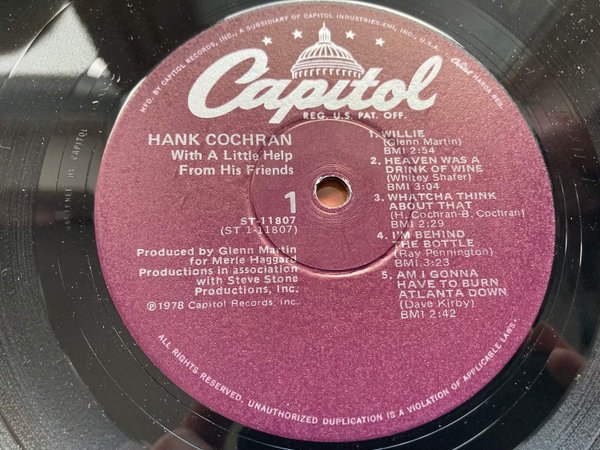 MFD. BY CAPITOL RECORDS, INC., A SUBSIDIARY OF CAPITOL INDUSTRIES-EMI, INC., U.S.A.
Capitol MARCA REG.
Capitol
REG. U.S. PAT. OFF.
HANK COCHRAN
With A Little Help
From His Friends
1
ST-11807
(ST-1-11807)
Produced by Glenn Martin
for Merle Haggard
Productions in association
with Steve Stone
Productions, Inc.
℗1978 Capitol Records, Inc.
1. WILLIE
(Glenn Martin)
BMI 2:54
2. HEAVEN WAS A
DRINK OF WINE
(Whitey Shafer)
BMI 3:04
3. WHATCHA THINK
ABOUT THAT
(H. Cochran-B. Cochran)
BMI 2:29
4. I'M BEHIND
THE BOTTLE
(Ray Pennington)
BMI 3:23
5. AM I GONNA
HAVE TO BURN
ATLANTA DOWN
(Dave Kirby)
BMI 2:42
ALL RIGHTS RESERVED. UNAUTHORIZED DUPLICATION IS A VIOLATION OF APPLICABLE LAWS.